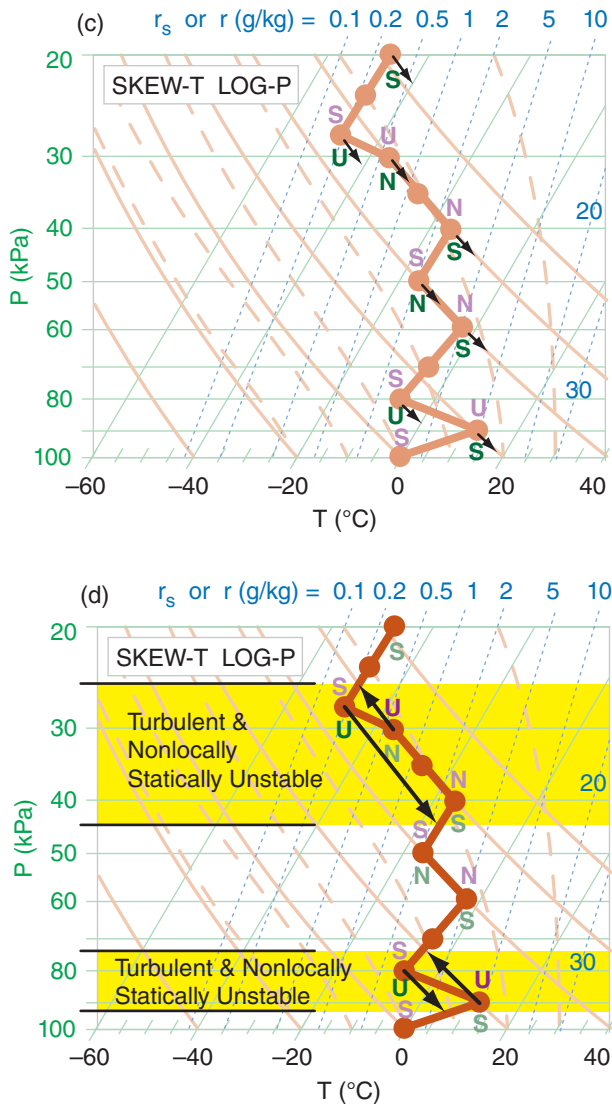 (c) r_s or r (g/kg) = 0.1 0.2 0.5 1 2 5 10
20
SKEW-T LOG-P
S
S
U
U
30
N
20
N
40
S
S
P (kPa)
50
N
N
60
S
S
30
80
U
U
S
S
100
–60 –40 –20 0 20 40
T (°C)
(d) r_s or r (g/kg) = 0.1 0.2 0.5 1 2 5 10
20
SKEW-T LOG-P
S
S
U
U
30
Turbulent &
Nonlocally
Statically Unstable
N
N
20
40
S
S
P (kPa)
50
N
N
60
S
S
30
Turbulent & Nonlocally
Statically Unstable
80
U
U
S
S
100
–60 –40 –20 0 20 40
T (°C)